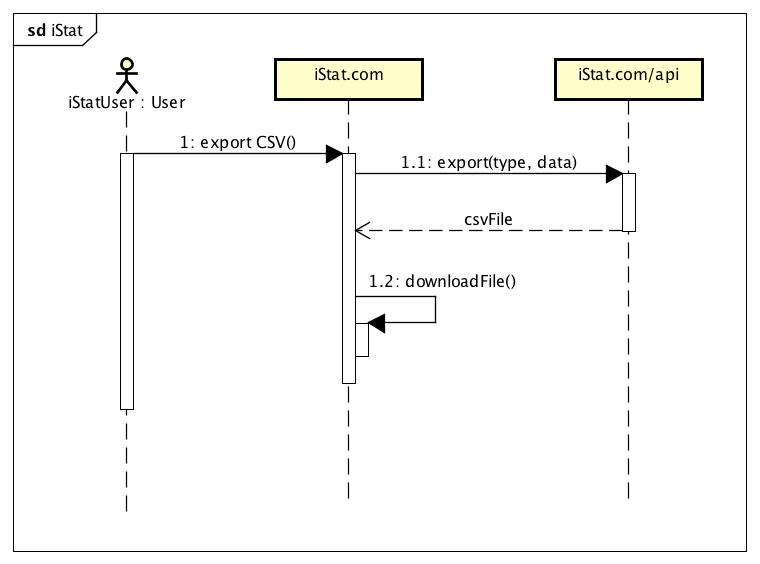 sd iStat
iStatUser : User
iStat.com
iStat.com/api
1: export CSV()
1.1: export(type, data)
csvFile
1.2: downloadFile()